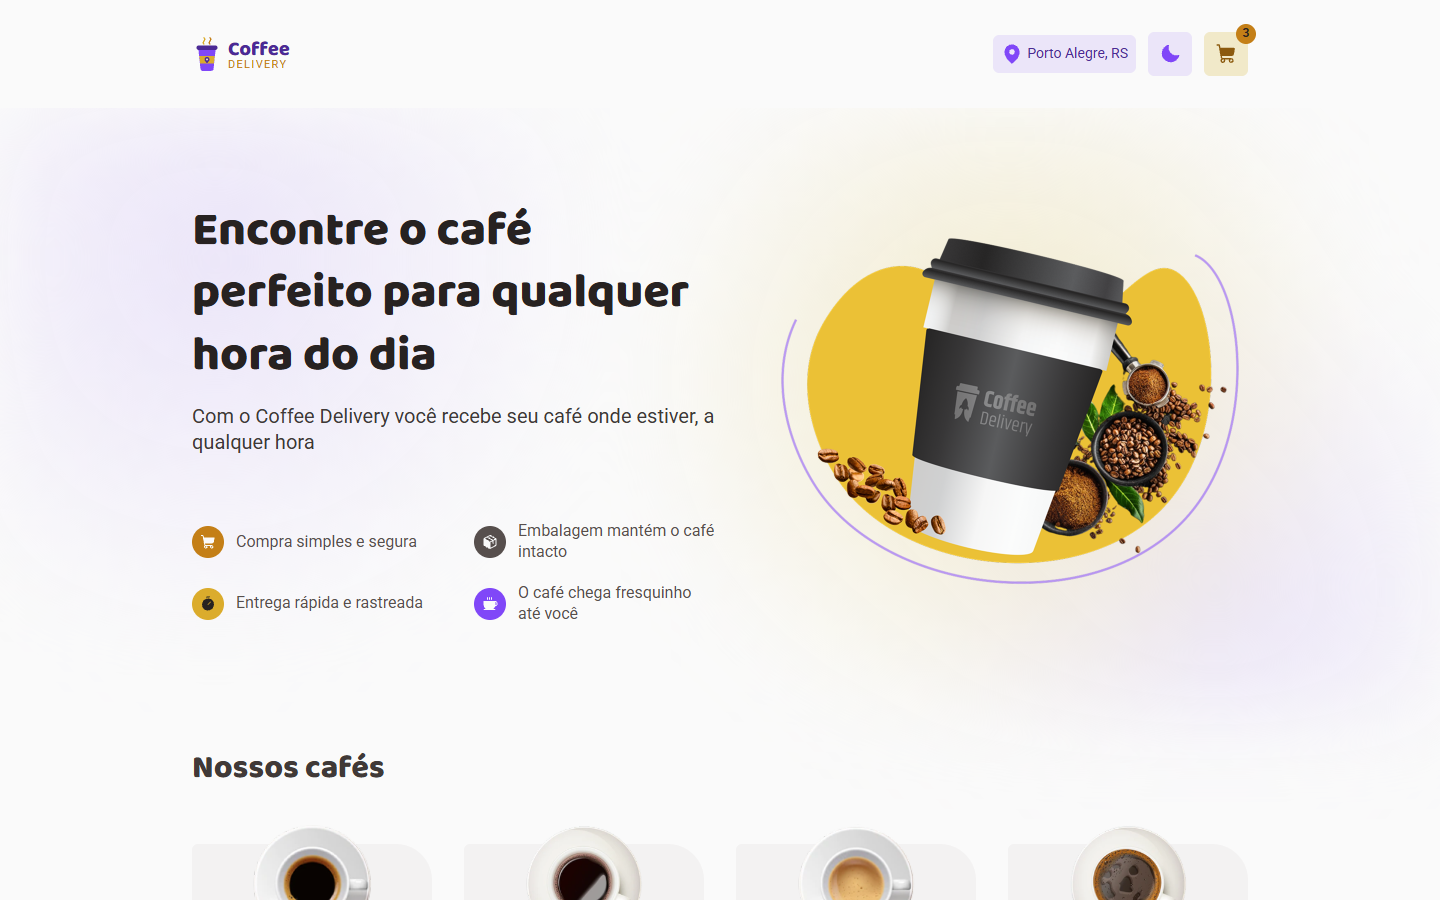 Coffee
DELIVERY
Porto Alegre, RS
3
Encontre o café
perfeito para qualquer
hora do dia
Com o Coffee Delivery você recebe seu café onde estiver, a
qualquer hora
Compra simples e segura
Embalagem mantém o café
intacto
Entrega rápida e rastreada
O café chega fresquinho
até você
Coffee
Delivery
Nossos cafés